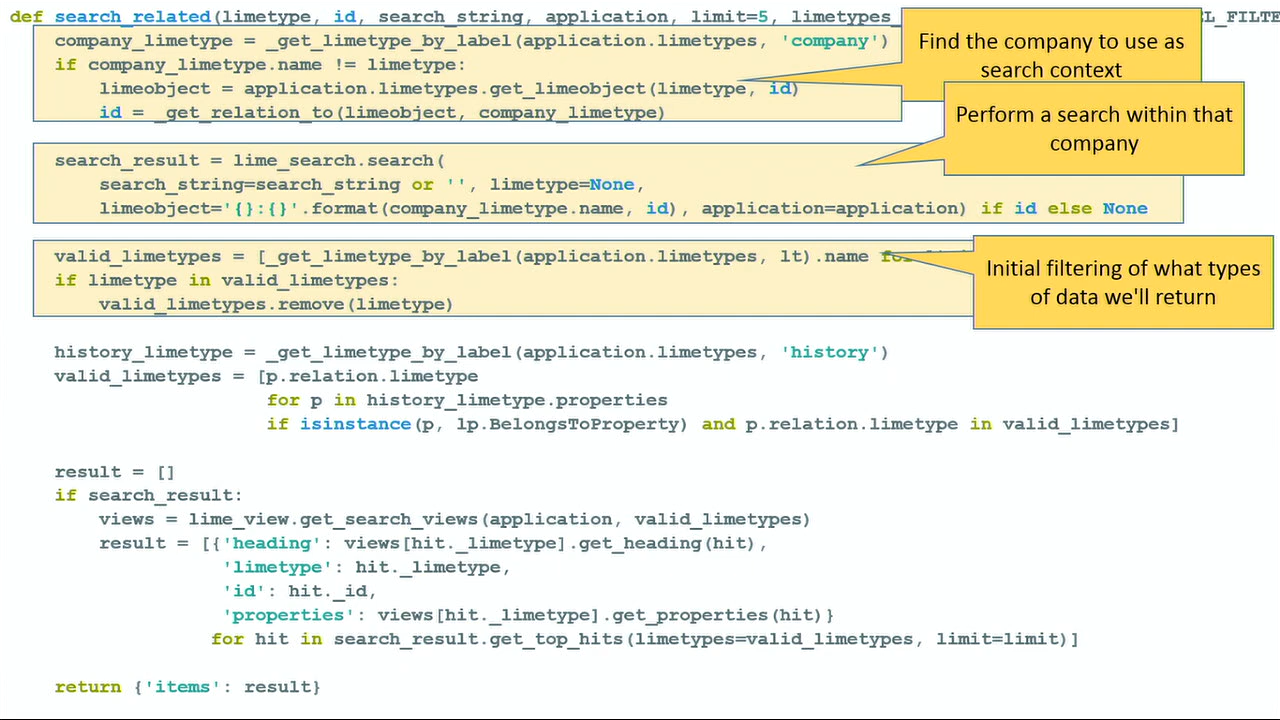 def search_related(limetype, id, search_string, application, limit=5, limetypes_
company_limetype = _get_limetype_by_label(application.limetypes, 'company')
if company_limetype.name != limetype:
limeobject = application.limetypes.get_limeobject(limetype, id)
id = _get_relation_to(limeobject, company_limetype)
Find the company to use as
search context
Perform a search within that
company
search_result = lime_search.search(
search_string=search_string or '', limetype=None,
limeobject='{}:{}'.format(company_limetype.name, id), application=application) if id else None
valid_limetypes = [_get_limetype_by_label(application.limetypes, lt).name for
if limetype in valid_limetypes:
valid_limetypes.remove(limetype)
Initial filtering of what types
of data we'll return
history_limetype = _get_limetype_by_label(application.limetypes, 'history')
valid_limetypes = [p.relation.limetype
for p in history_limetype.properties
if isinstance(p, lp.BelongsToProperty) and p.relation.limetype in valid_limetypes]
result = []
if search_result:
views = lime_view.get_search_views(application, valid_limetypes)
result = [{'heading': views[hit._limetype].get_heading(hit),
'limetype': hit._limetype,
'id': hit._id,
'properties': views[hit._limetype].get_properties(hit)}
for hit in search_result.get_top_hits(limetypes=valid_limetypes, limit=limit)]
return {'items': result}